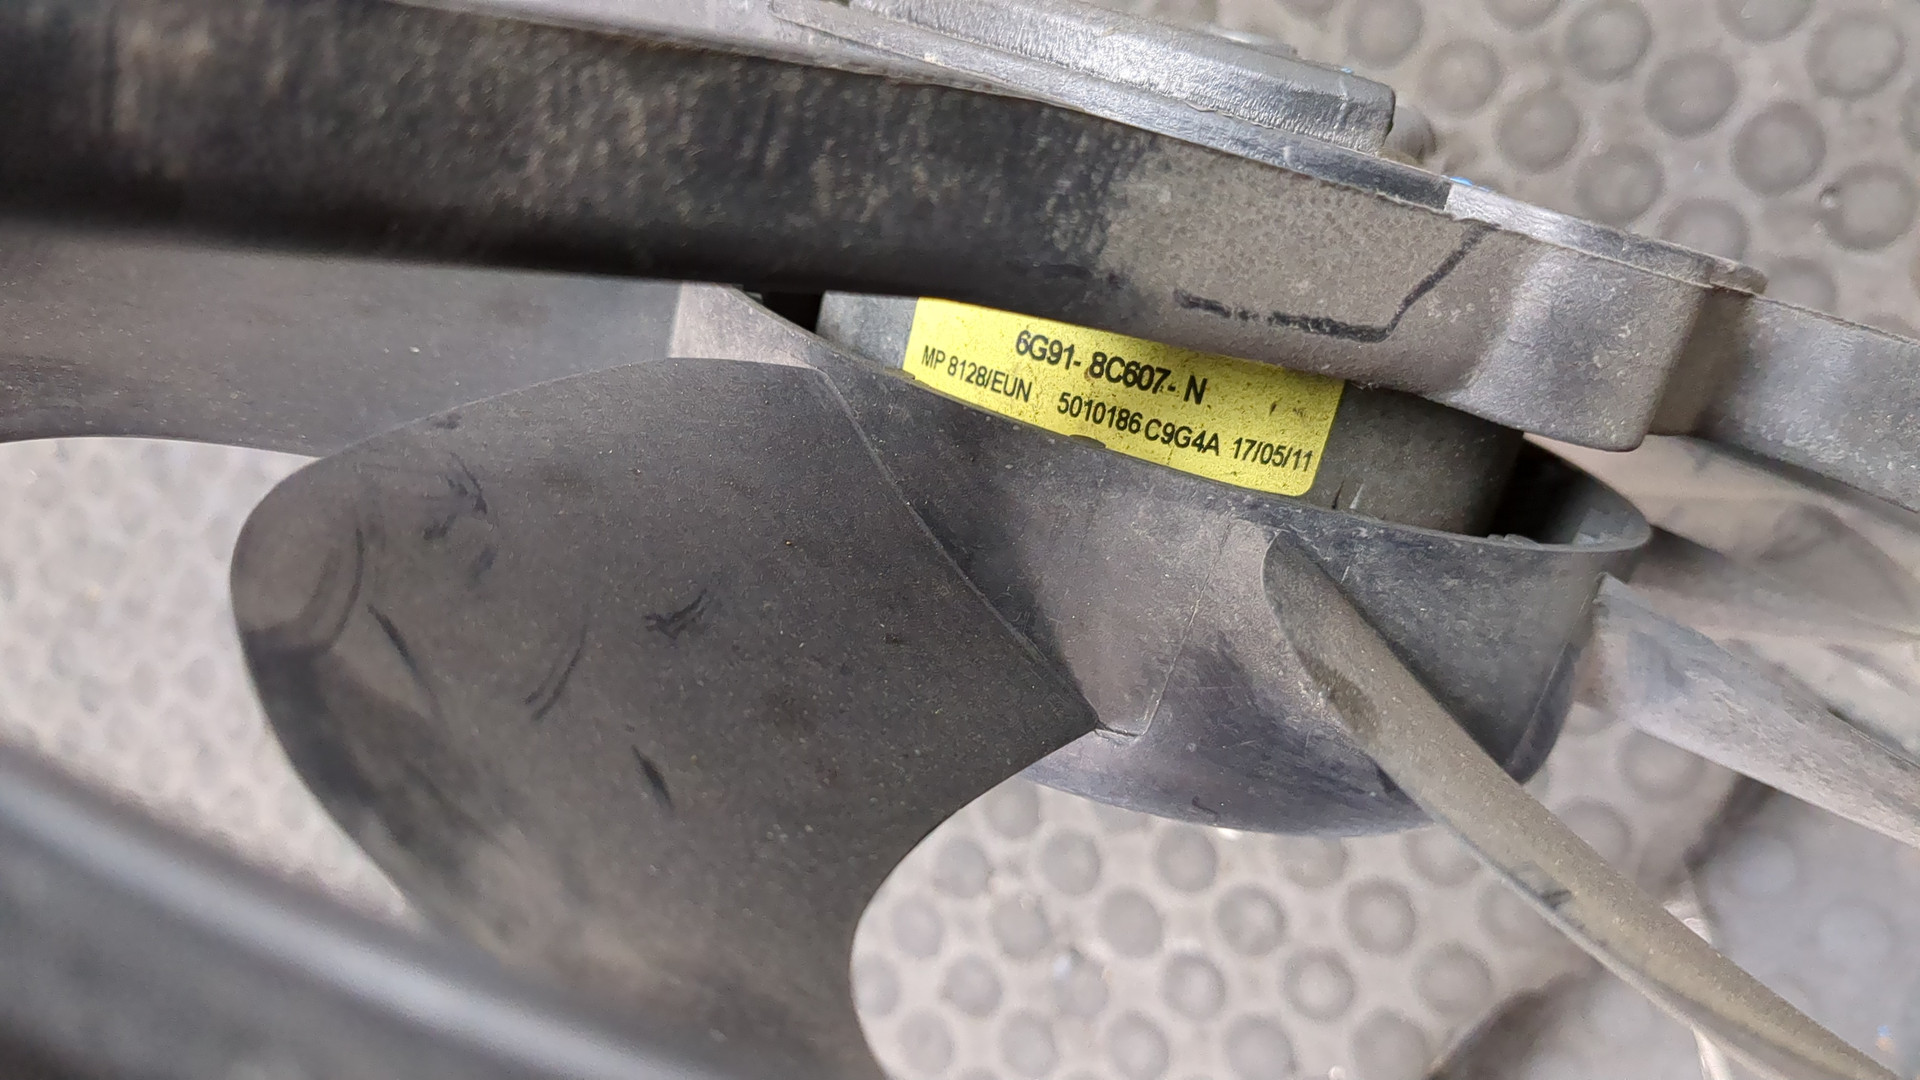 6G91- 8C607- N
MP 8128/EUN 5010186 C9G4A 17/05/11